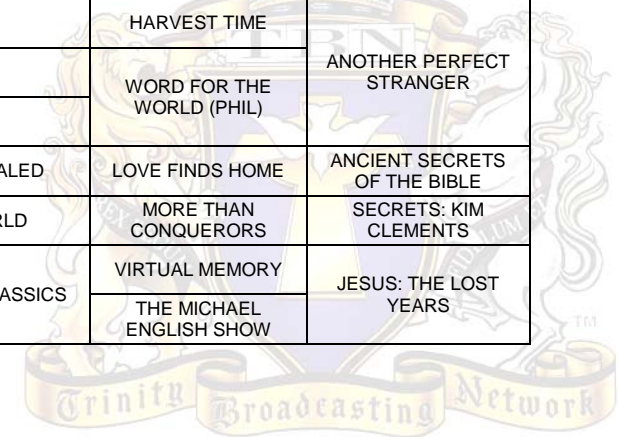 HARVEST TIME
ANOTHER PERFECT
STRANGER
WORD FOR THE
WORLD (PHIL)
ALED
LOVE FINDS HOME
ANCIENT SECRETS
OF THE BIBLE
RLD
MORE THAN
CONQUERORS
SECRETS: KIM
CLEMENTS
ASSICS
VIRTUAL MEMORY
JESUS: THE LOST
YEARS
THE MICHAEL
ENGLISH SHOW
TBN
TM
Trinity Broadcasting Network